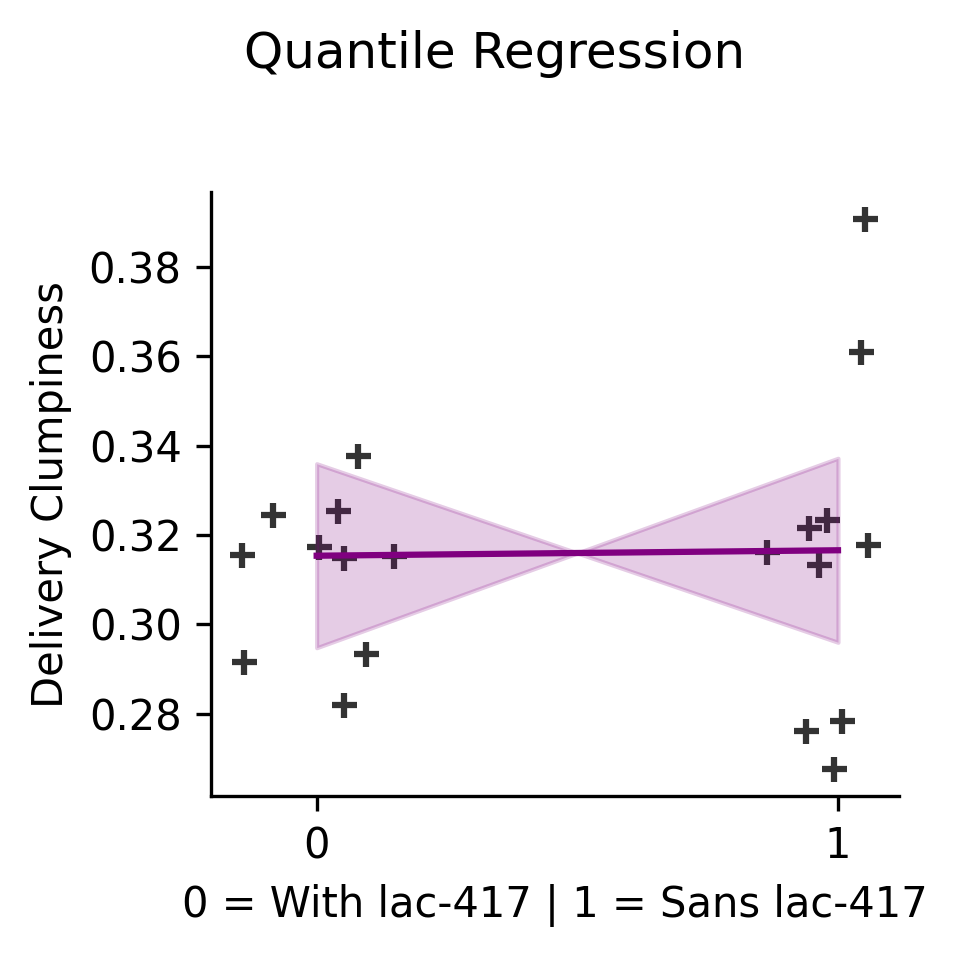 Quantile Regression
Delivery Clumpiness
0.38
0.36
0.34
0.32
0.30
0.28
0
1
0 = With lac-417 | 1 = Sans lac-417